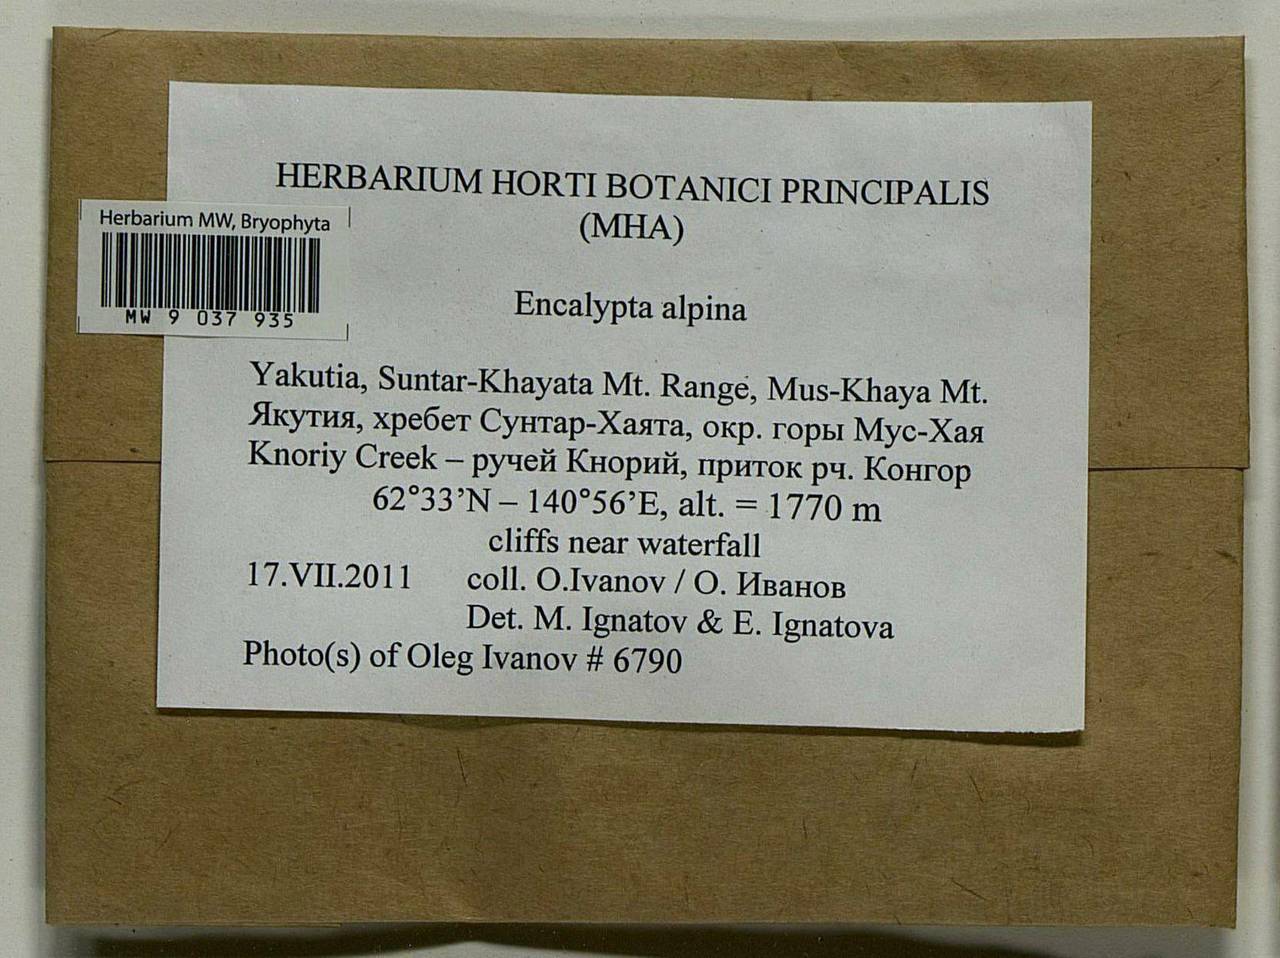 HERBARIUM HORTI BOTANICI PRINCIPALIS
(MHA)
Herbarium MW, Bryophyta
MW 9 037 935
Encalypta alpina
Yakutia, Suntar-Khayata Mt. Range, Mus-Khaya Mt.
Якутия, хребет Сунтар-Хаята, окр. горы Мус-Хая
Knoriy Creek – ручей Кнорий, приток рч. Конгор
62°33’N – 140°56’E, alt. = 1770 m
cliffs near waterfall
17.VII.2011 coll. O.Ivanov / О. Иванов
Det. M. Ignatov & E. Ignatova
Photo(s) of Oleg Ivanov # 6790